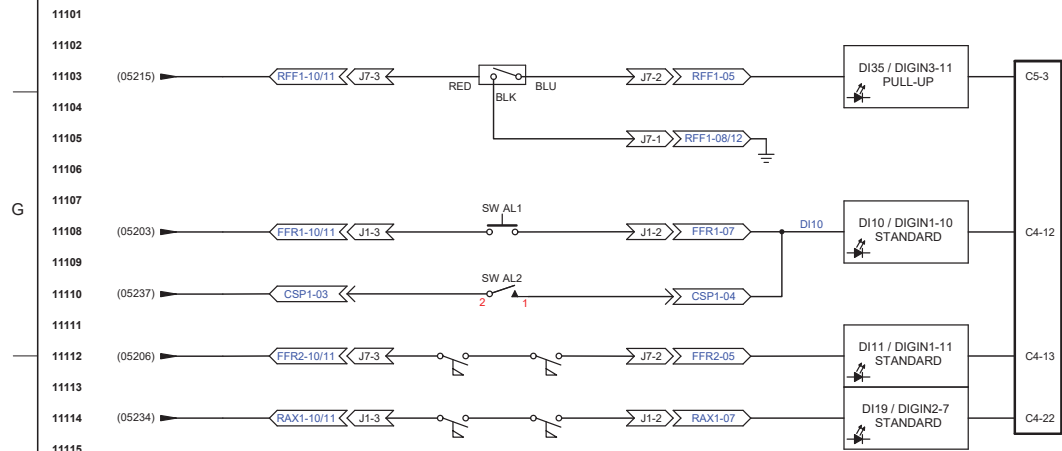 11101
11102
11103 (05215) RFF1-10/11 J7-3 RED BLK BLU J7-2 RFF1-05 DI35 / DIGIN3-11 PULL-UP C5-3
11104
11105 J7-1 RFF1-08/12
11106
11107
G
11108 (05203) FFR1-10/11 J1-3 SW AL1 J1-2 FFR1-07 DI10 DI10 / DIGIN1-10 STANDARD C4-12
11109
11110 (05237) CSP1-03 SW AL2 2 1 CSP1-04
11111
11112 (05206) FFR2-10/11 J7-3 J7-2 FFR2-05 DI11 / DIGIN1-11 STANDARD C4-13
11113
11114 (05234) RAX1-10/11 J1-3 J1-2 RAX1-07 DI19 / DIGIN2-7 STANDARD C4-22
11115